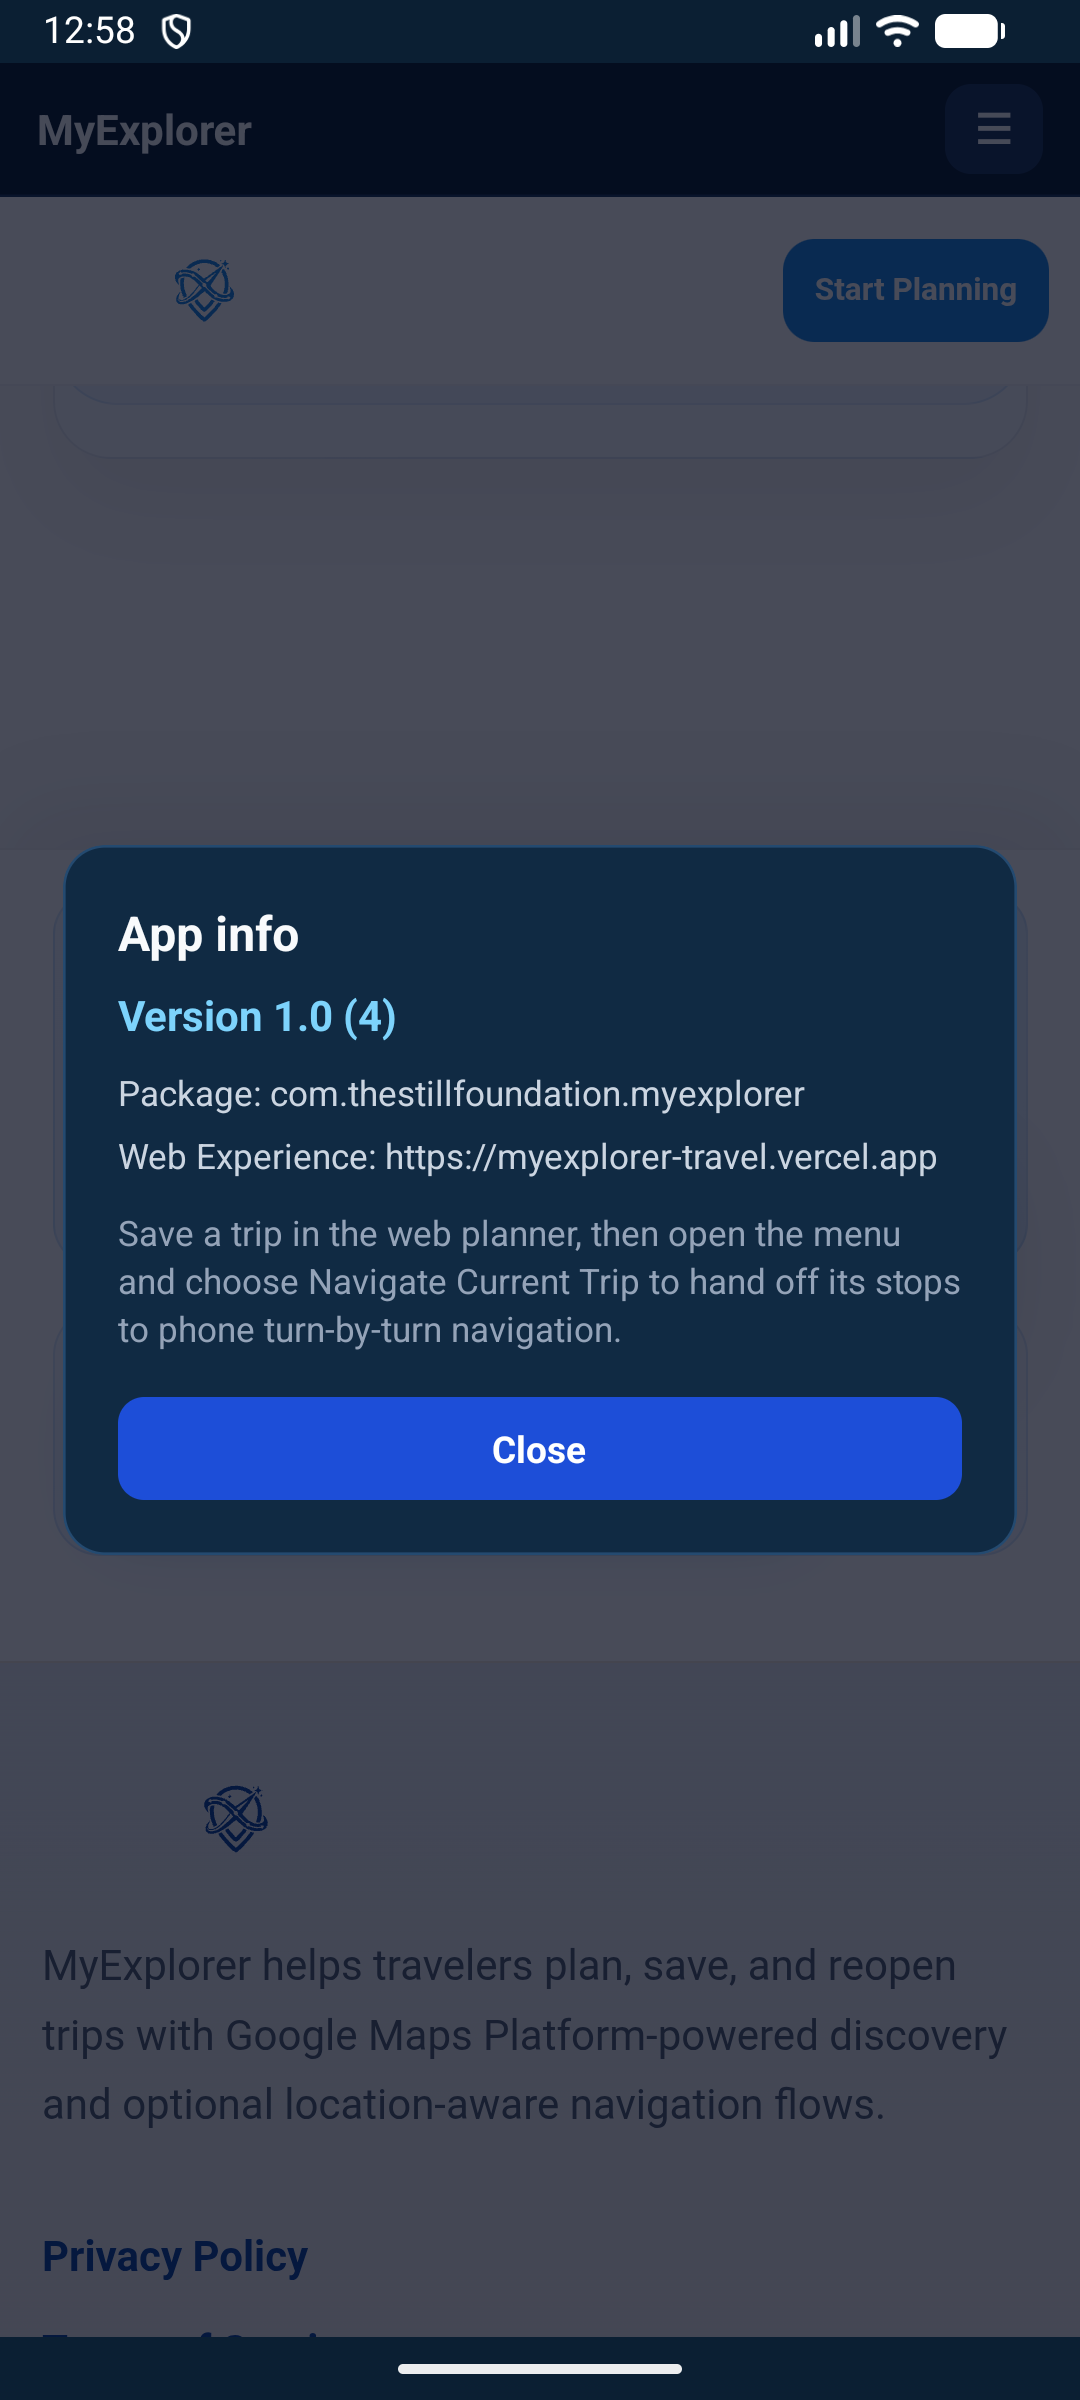 12:58
MyExplorer
Start Planning
App info
Version 1.0 (4)
Package: com.thestillfoundation.myexplorer
Web Experience: https://myexplorer-travel.vercel.app
Save a trip in the web planner, then open the menu
and choose Navigate Current Trip to hand off its stops
to phone turn-by-turn navigation.
Close
MyExplorer helps travelers plan, save, and reopen
trips with Google Maps Platform-powered discovery
and optional location-aware navigation flows.
Privacy Policy